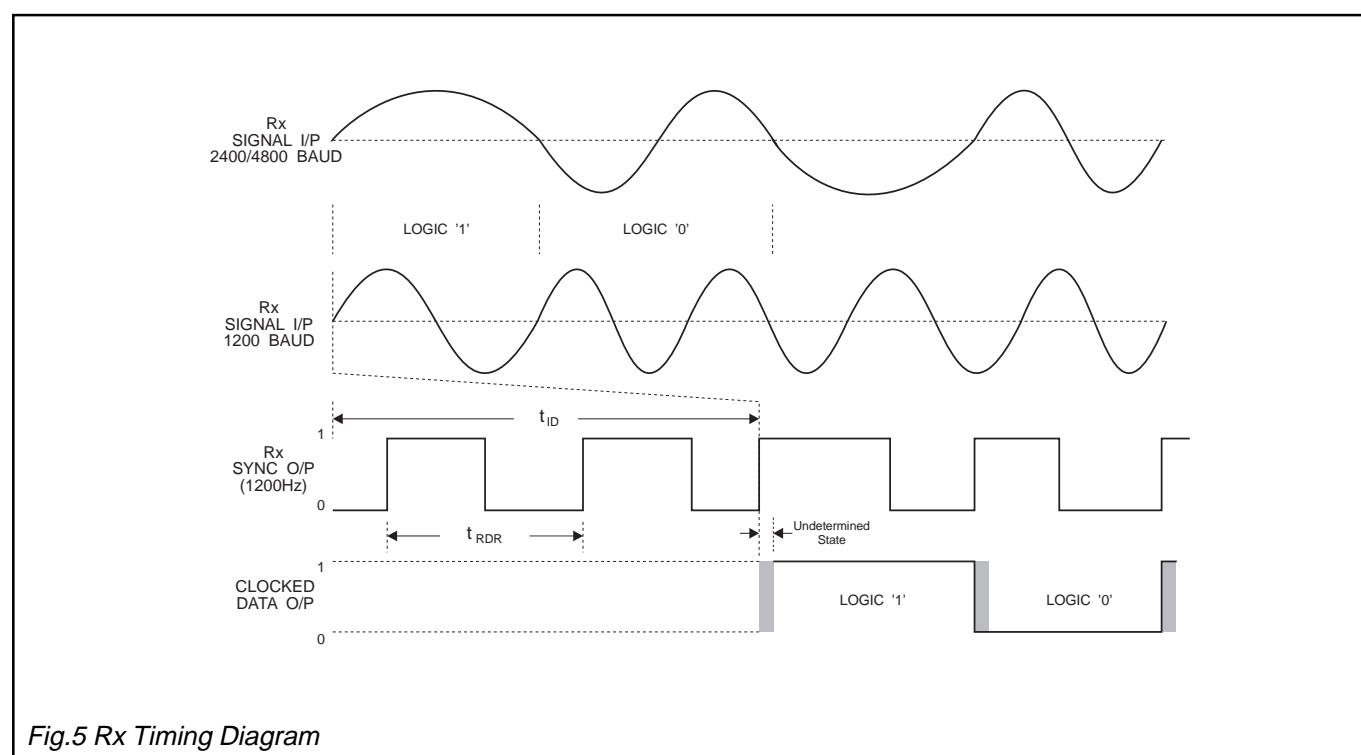 Rx
SIGNAL I/P
2400/4800 BAUD
LOGIC '1'
LOGIC '0'
Rx
SIGNAL I/P
1200 BAUD
t ID
1
Rx
SYNC O/P
(1200Hz)
0
t RDR
Undetermined
State
1
CLOCKED
DATA O/P
LOGIC '1'
LOGIC '0'
0
Fig.5 Rx Timing Diagram